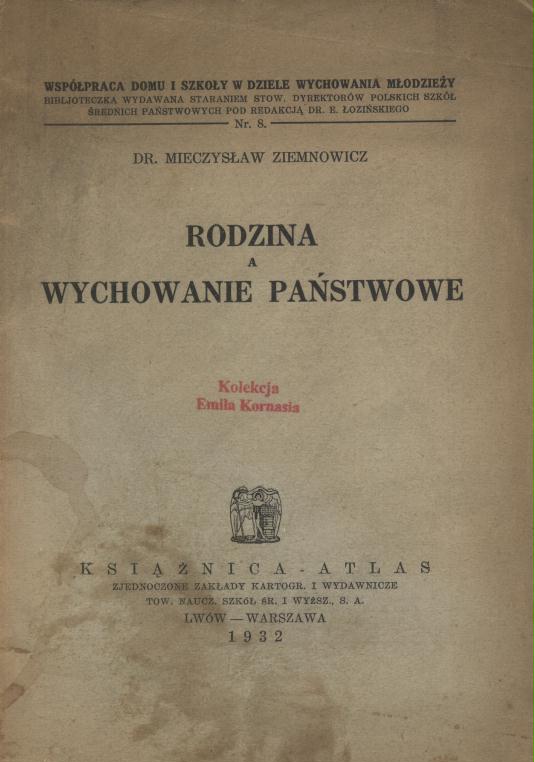 WSPÓŁPRACA DOMU I SZKOŁY W DZIELE WYCHOWANIA MŁODZIEŻY
BIBLJOTECZKA WYDAWANA STARANIEM STOW. DYREKTORÓW POLSKICH SZKÓŁ
ŚREDNICH PAŃSTWOWYCH POD REDAKCJĄ DR. E. ŁOZIŃSKIEGO
Nr. 8.
DR. MIECZYSŁAW ZIEMNOWICZ
RODZINA
A
WYCHOWANIE PAŃSTWOWE
Kolekcja
Emila Kornasia
KSIĄŻNICA-ATLAS
ZJEDNOCZONE ZAKŁADY KARTOGR. I WYDAWNICZE
TOW. NAUCZ. SZKÓŁ ŚR. I WYŻSZ., S. A.
LWÓW — WARSZAWA
1932